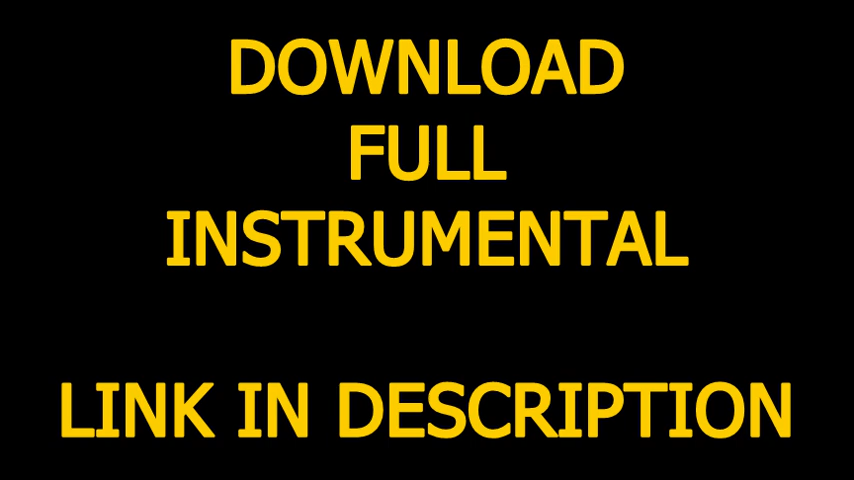 DOWNLOAD
FULL
INSTRUMENTAL
LINK IN DESCRIPTION